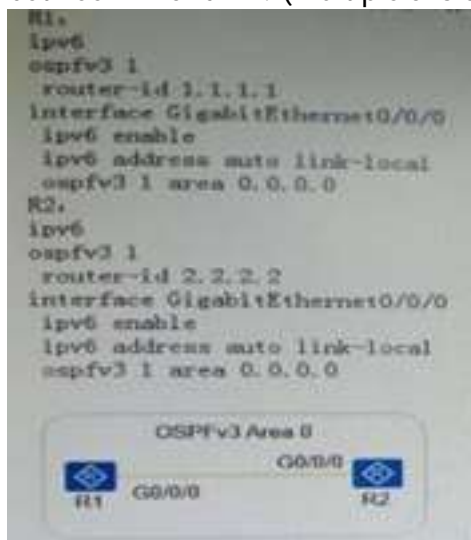 R1.
ipv6
ospfv3 1
router-id 1.1.1.1
interface GigabitEthernet0/0/0
ipv6 enable
ipv6 address auto link-local
ospfv3 1 area 0.0.0.0
R2.
ipv6
ospfv3 1
router-id 2.2.2.2
interface GigabitEthernet0/0/0
ipv6 enable
ipv6 address auto link-local
ospfv3 1 area 0.0.0.0
OSPFv3 Area 0
G0/0/0
G0/0/0
R1
R2